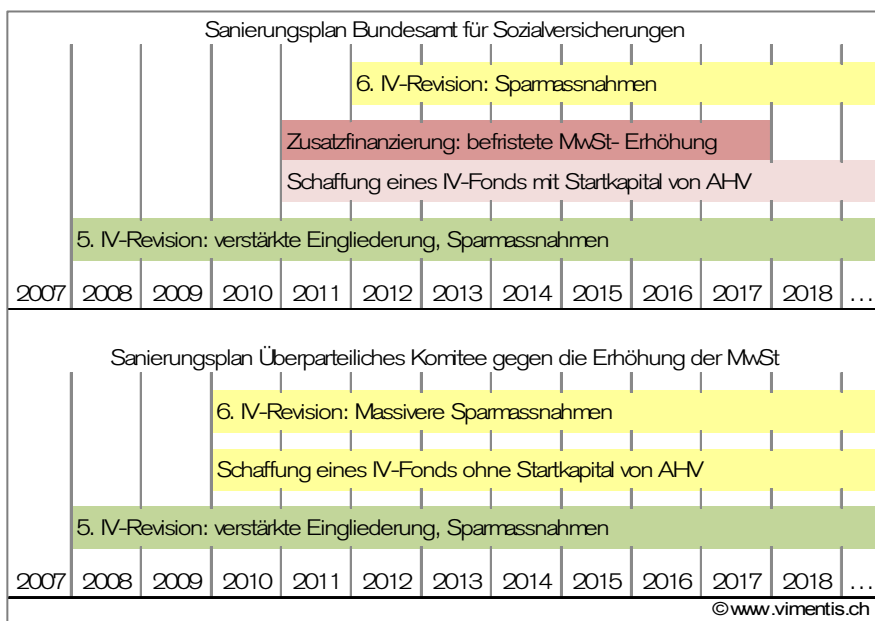 Sanierungsplan Bundesamt für Sozialversicherungen
6. IV-Revision: Sparmassnahmen
Zusatzfinanzierung: befristete MwSt- Erhöhung
Schaffung eines IV-Fonds mit Startkapital von AHV
5. IV-Revision: verstärkte Eingliederung, Sparmassnahmen
2007 2008 2009 2010 2011 2012 2013 2014 2015 2016 2017 2018 ...
Sanierungsplan Überparteiliches Komitee gegen die Erhöhung der MwSt
6. IV-Revision: Massivere Sparmassnahmen
Schaffung eines IV-Fonds ohne Startkapital von AHV
5. IV-Revision: verstärkte Eingliederung, Sparmassnahmen
2007 2008 2009 2010 2011 2012 2013 2014 2015 2016 2017 2018 ...
© www.vimentis.ch